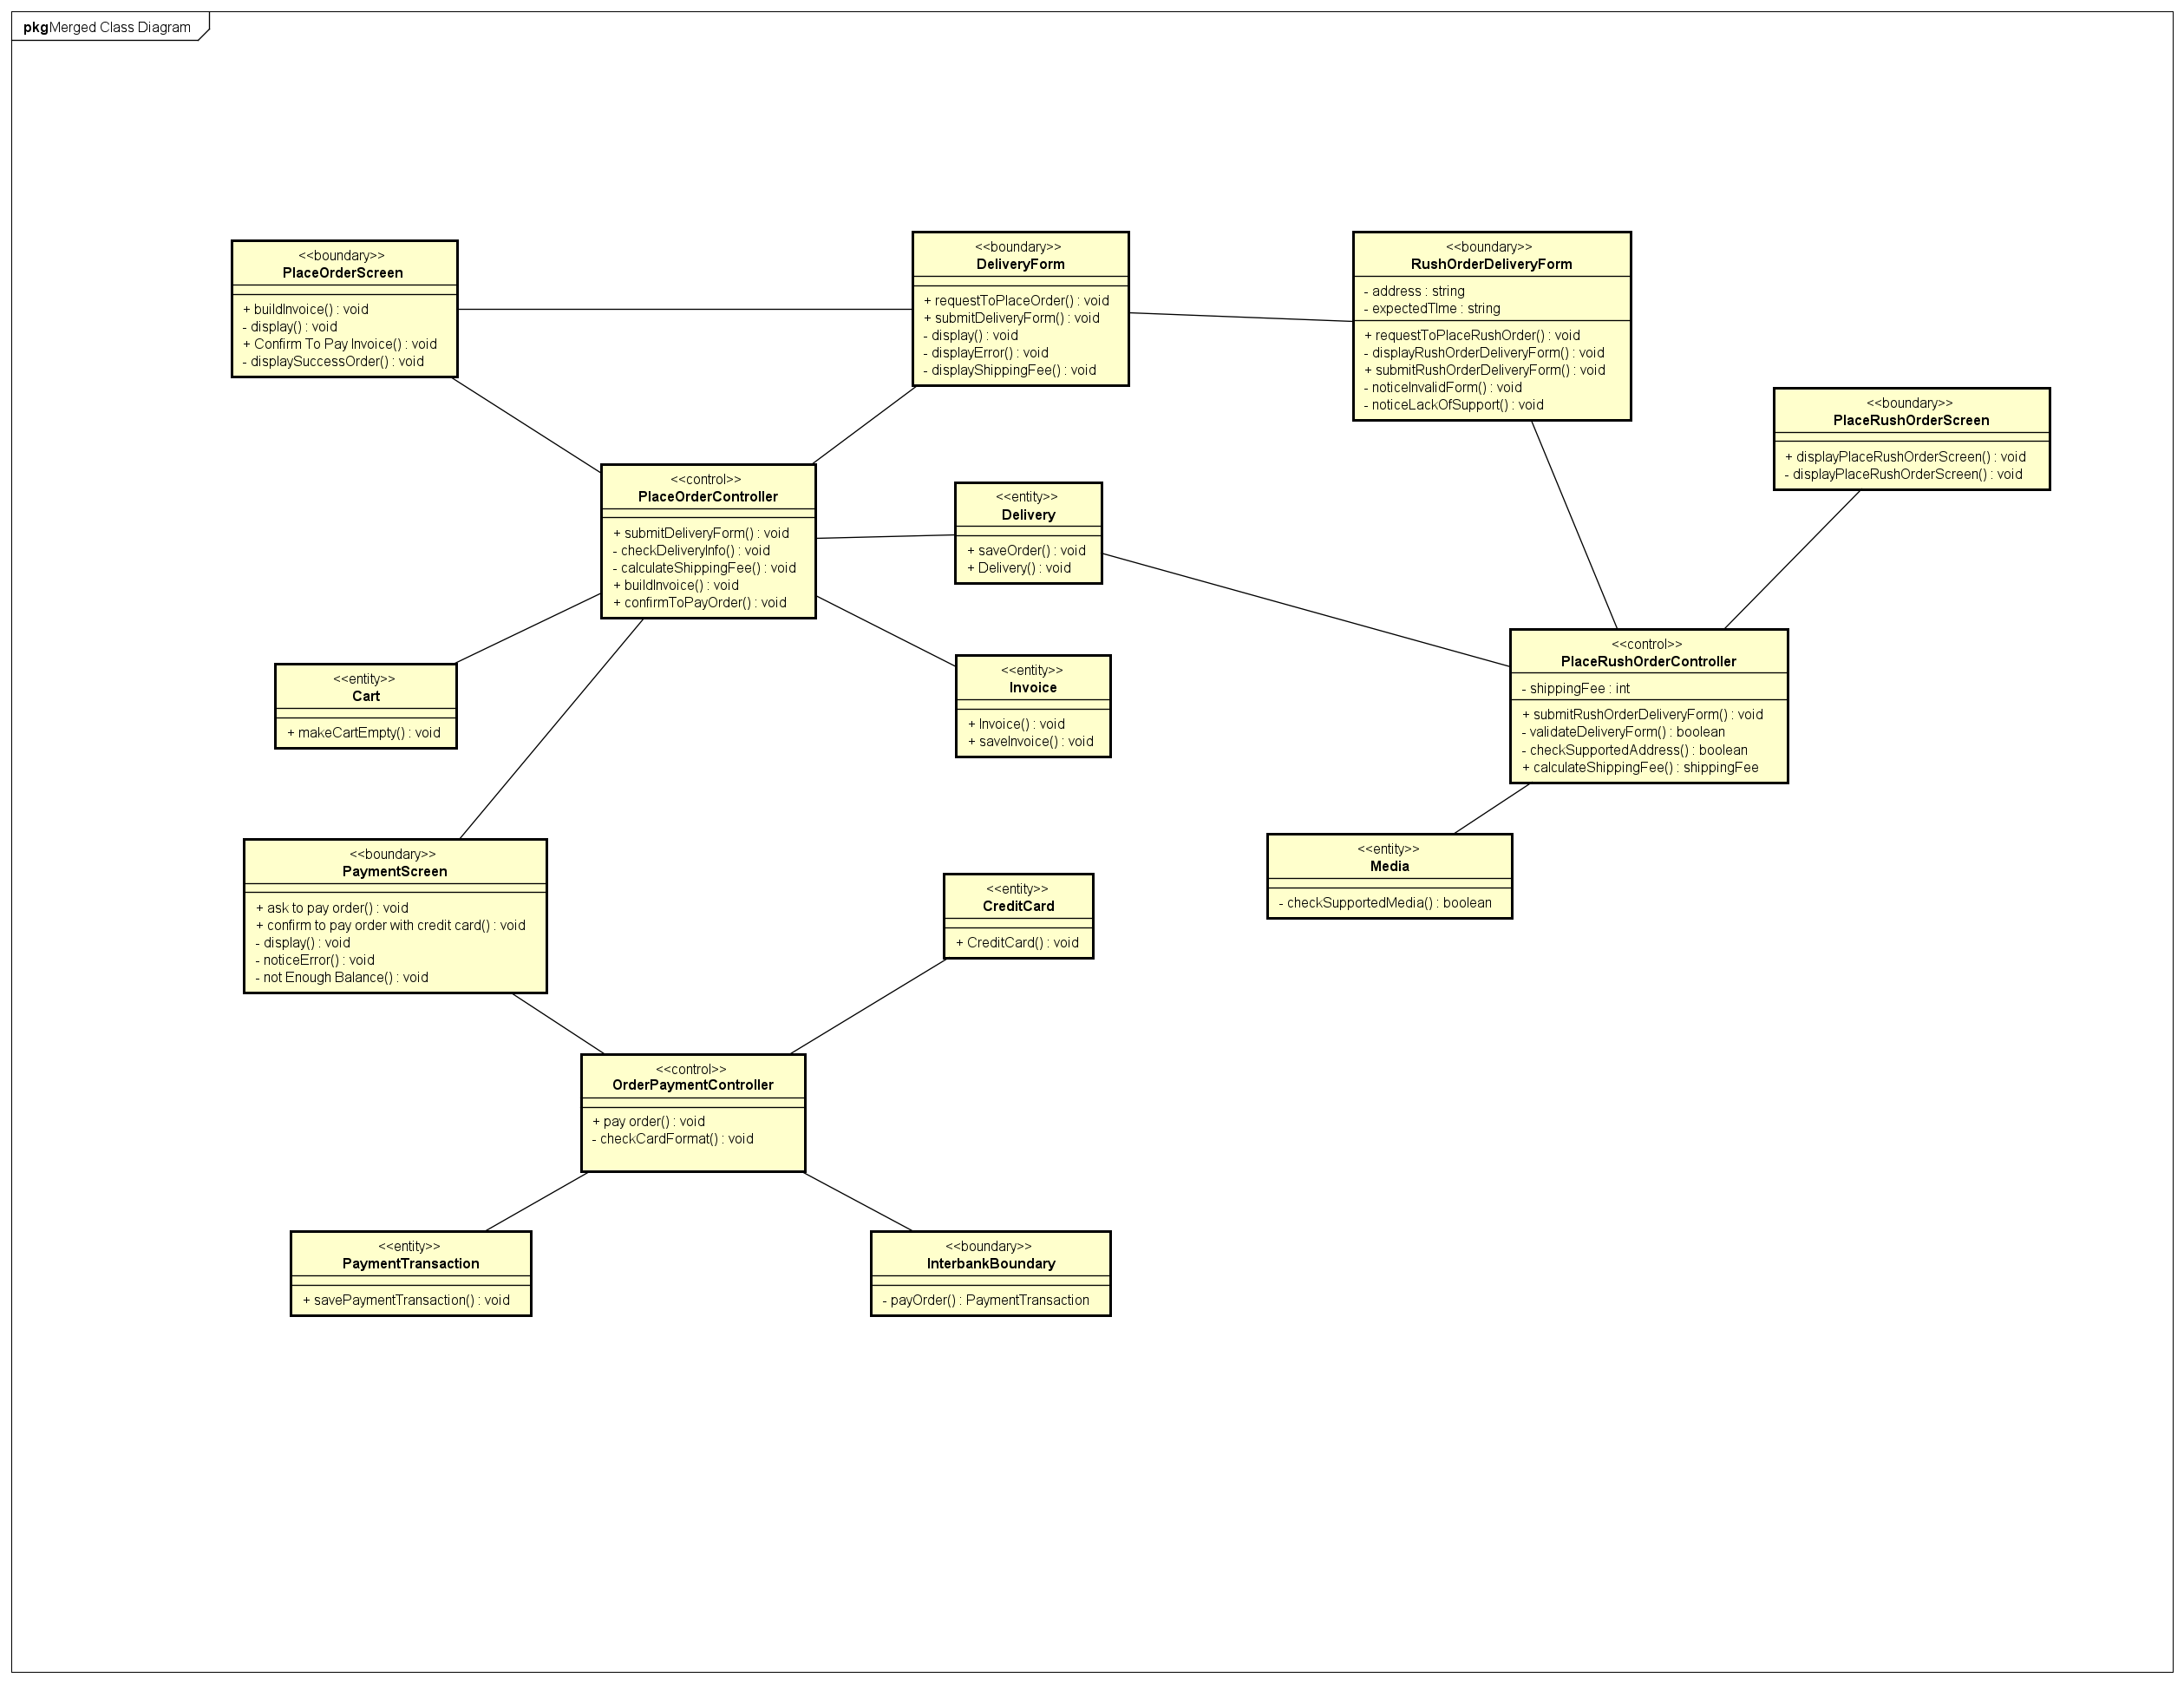 pkg Merged Class Diagram
<<boundary>>
PlaceOrderScreen
+ buildInvoice() : void
- display() : void
+ Confirm To Pay Invoice() : void
- displaySuccessOrder() : void
<<boundary>>
DeliveryForm
+ requestToPlaceOrder() : void
+ submitDeliveryForm() : void
- display() : void
- displayError() : void
- displayShippingFee() : void
<<boundary>>
RushOrderDeliveryForm
- address : string
- expectedTIme : string
+ requestToPlaceRushOrder() : void
- displayRushOrderDeliveryForm() : void
+ submitRushOrderDeliveryForm() : void
- noticeInvalidForm() : void
- noticeLackOfSupport() : void
<<boundary>>
PlaceRushOrderScreen
+ displayPlaceRushOrderScreen() : void
- displayPlaceRushOrderScreen() : void
<<control>>
PlaceOrderController
+ submitDeliveryForm() : void
- checkDeliveryInfo() : void
- calculateShippingFee() : void
+ buildInvoice() : void
+ confirmToPayOrder() : void
<<entity>>
Delivery
+ saveOrder() : void
+ Delivery() : void
<<entity>>
Cart
+ makeCartEmpty() : void
<<entity>>
Invoice
+ Invoice() : void
+ saveInvoice() : void
<<control>>
PlaceRushOrderController
- shippingFee : int
+ submitRushOrderDeliveryForm() : void
- validateDeliveryForm() : boolean
- checkSupportedAddress() : boolean
+ calculateShippingFee() : shippingFee
<<entity>>
Media
- checkSupportedMedia() : boolean
<<boundary>>
PaymentScreen
+ ask to pay order() : void
+ confirm to pay order with credit card() : void
- display() : void
- noticeError() : void
- not Enough Balance() : void
<<entity>>
CreditCard
+ CreditCard() : void
<<control>>
OrderPaymentController
+ pay order() : void
- checkCardFormat() : void
<<entity>>
PaymentTransaction
+ savePaymentTransaction() : void
<<boundary>>
InterbankBoundary
- payOrder() : PaymentTransaction